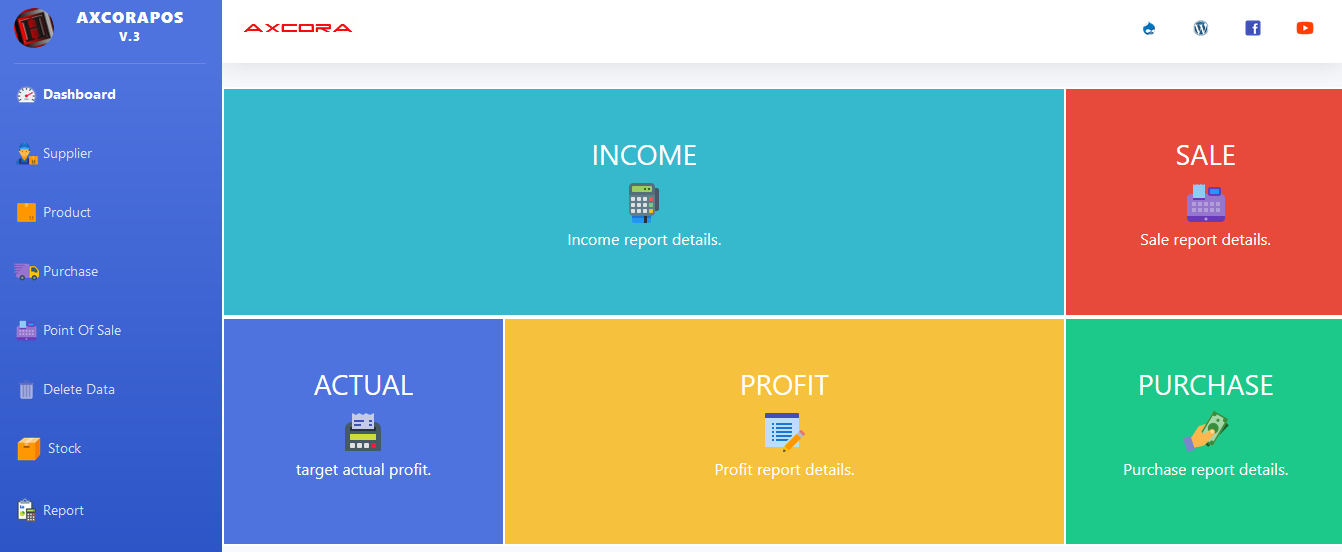 AXCORAPOS
V.3
Dashboard
Supplier
Product
Purchase
Point Of Sale
Delete Data
Stock
Report
AXCORA
INCOME
Income report details.
SALE
Sale report details.
ACTUAL
target actual profit.
PROFIT
Profit report details.
PURCHASE
Purchase report details.